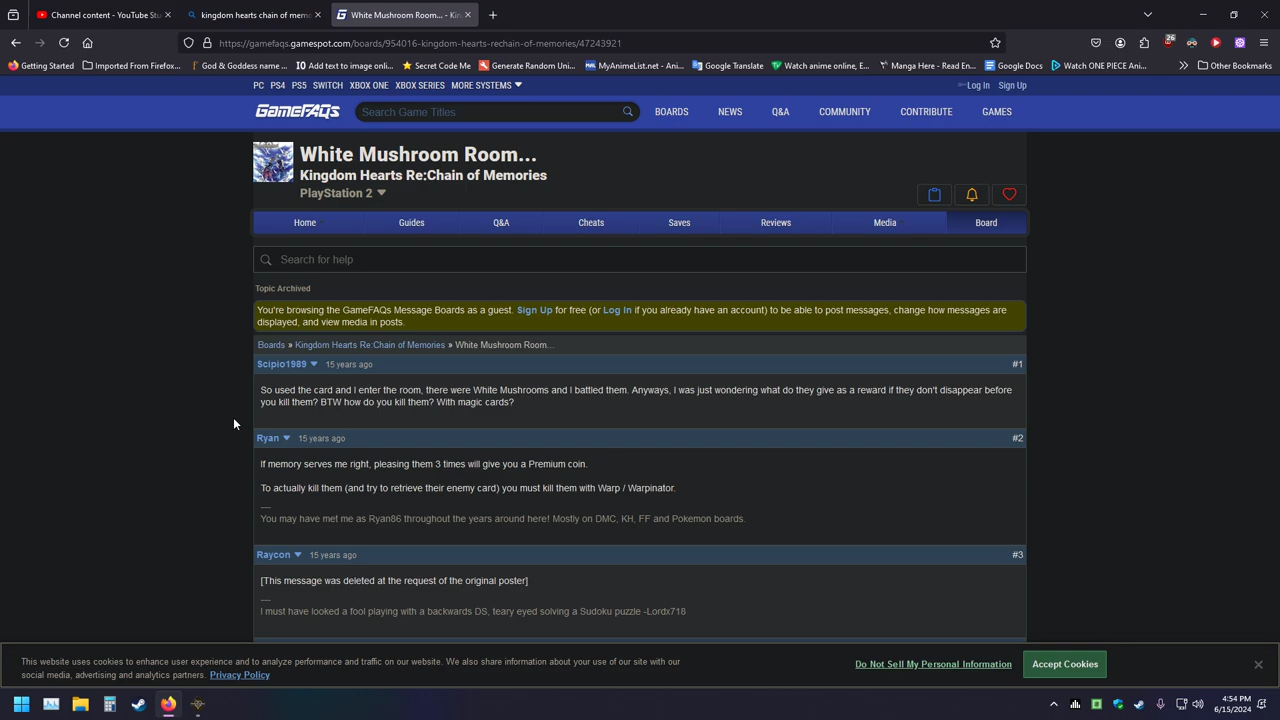 Channel content - YouTube Stu
kingdom hearts chain of memo
White Mushroom Room... - Kin
https://gamefaqs.gamespot.com/boards/954016-kingdom-hearts-rechain-of-memories/47243921
26
Getting Started
Imported From Firefox...
God & Goddess name ...
Add text to image onl...
Secret Code Me
Generate Random Uni...
MyAnimeList.net - Ani...
Google Translate
Watch anime online, E...
Manga Here - Read En...
Google Docs
Watch ONE PIECE Ani...
Other Bookmarks
PC PS4 PS5 SWITCH XBOX ONE XBOX SERIES MORE SYSTEMS
Log In Sign Up
GameFAQs
Search Game Titles
BOARDS NEWS Q&A COMMUNITY CONTRIBUTE GAMES
White Mushroom Room...
Kingdom Hearts Re:Chain of Memories
PlayStation 2
Home Guides Q&A Cheats Saves Reviews Media Board
Search for help
Topic Archived
You're browsing the GameFAQs Message Boards as a guest. Sign Up for free (or Log In if you already have an account) to be able to post messages, change how messages are
displayed, and view media in posts.
Boards » Kingdom Hearts Re:Chain of Memories » White Mushroom Room...
Scipio1989 15 years ago #1
So used the card and I enter the room, there were White Mushrooms and I battled them. Anyways, I was just wondering what do they give as a reward if they don't disappear before
you kill them? BTW how do you kill them? With magic cards?
Ryan 15 years ago #2
If memory serves me right, pleasing them 3 times will give you a Premium coin.
To actually kill them (and try to retrieve their enemy card) you must kill them with Warp / Warpinator.
---
You may have met me as Ryan86 throughout the years around here! Mostly on DMC, KH, FF and Pokemon boards.
Raycon 15 years ago #3
[This message was deleted at the request of the original poster]
---
I must have looked a fool playing with a backwards DS, teary eyed solving a Sudoku puzzle -Lordx718
This website uses cookies to enhance user experience and to analyze performance and traffic on our website. We also share information about your use of our site with our
social media, advertising and analytics partners. Privacy Policy
Do Not Sell My Personal Information
Accept Cookies
4:54 PM
6/15/2024